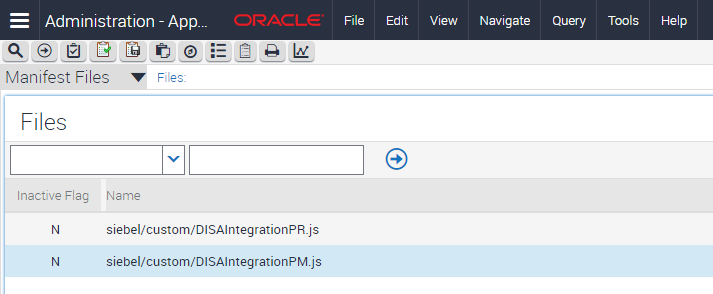 Administration - App... ORACLE File Edit View Navigate Query Tools Help
Manifest Files Files:
Files
Inactive Flag Name
N siebel/custom/DISAIntegrationPR.js
N siebel/custom/DISAIntegrationPM.js